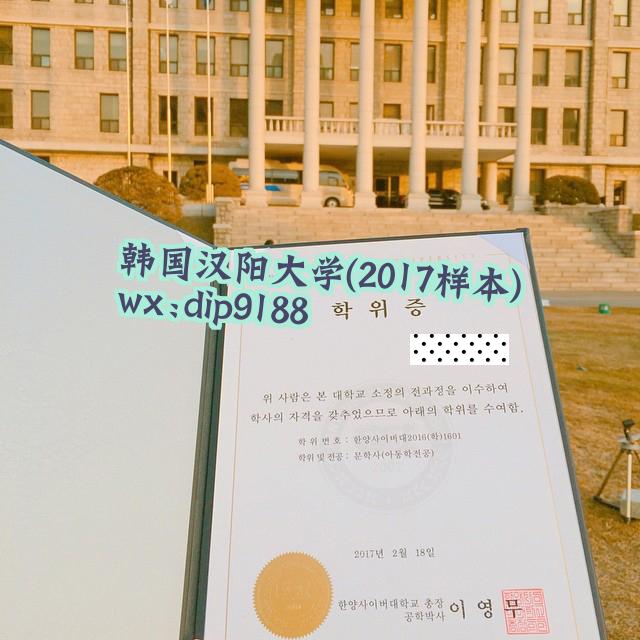 韩国汉阳大学(2017样本)
wx:dip9188
학 위 증
위 사람은 본 대학교 소정의 전과정을 이수하여
학사의 자격을 갖추었으므로 아래의 학위를 수여함.
학 위 번 호 : 한양사이버대2016(학)1601
학위 및 전공 : 문학사(아동학전공)
2017년 2월 18일
한양사이버대학교 총장
공학박사 이 영 무